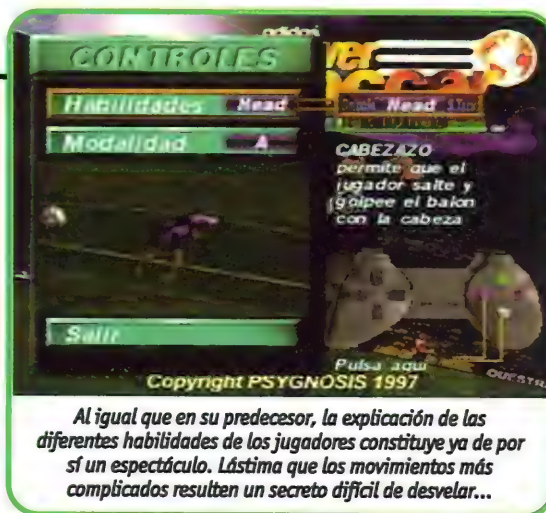 adidas
CONTROLES
Habilidades Head
Head
Modalidad A
CABEZAZO
permite que el
jugador salte y
golpee el balon
con la cabeza
Salir
Pulsa aquí
Copyright PSYGNOSIS 1997
Al igual que en su predecesor, la explicación de las
diferentes habilidades de los jugadores constituye ya de por
sí un espectáculo. Lástima que los movimientos más
complicados resulten un secreto difícil de desvelar...